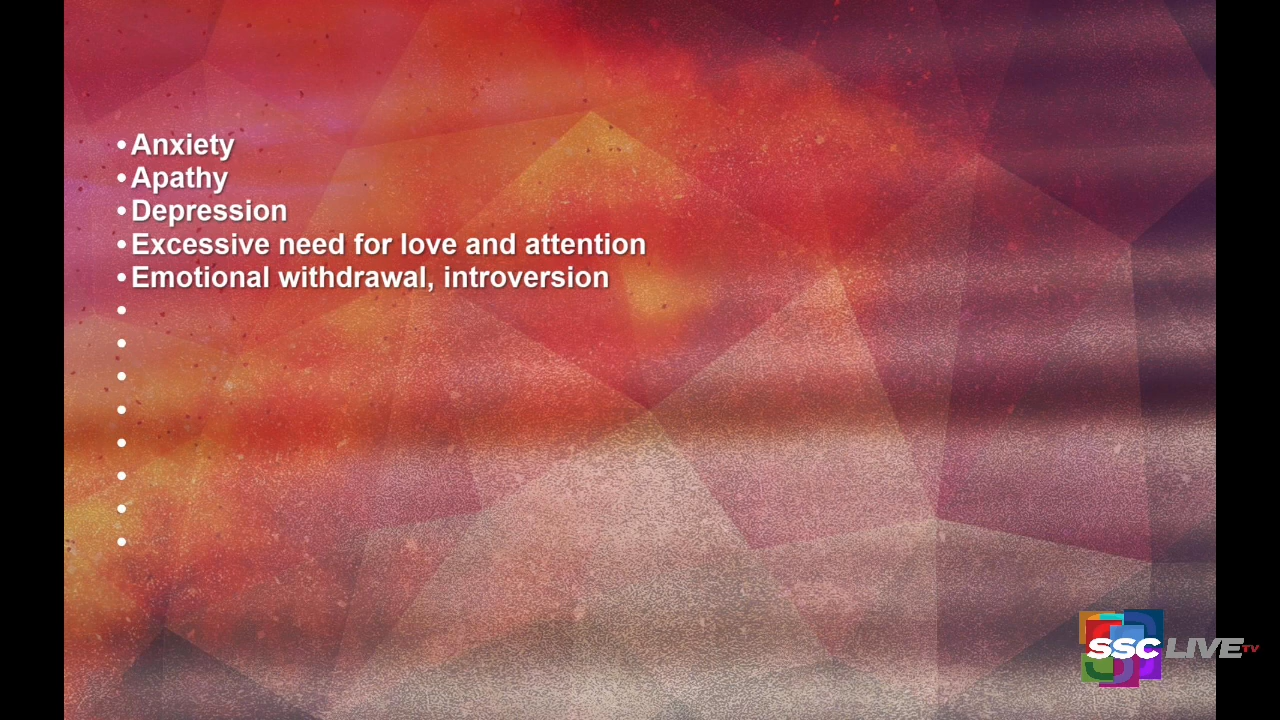 • Anxiety
• Apathy
• Depression
• Excessive need for love and attention
• Emotional withdrawal, introversion
•
•
•
•
•
•
•
•
SSC LIVE TV